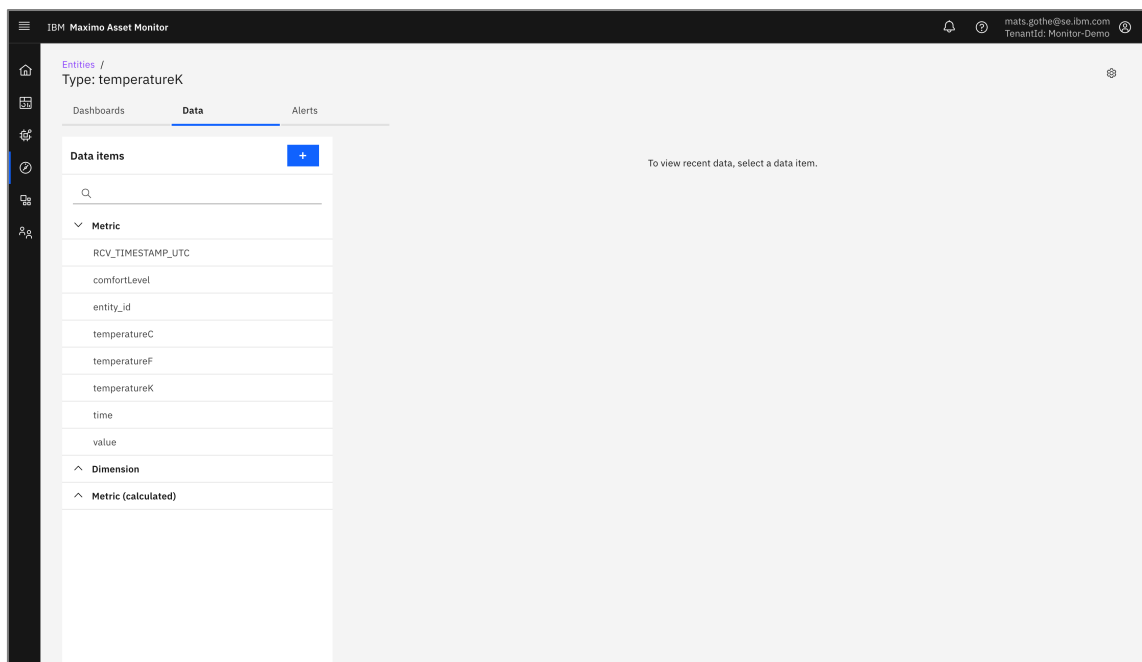 IBM Maximo Asset Monitor
mats.gothe@se.ibm.com
TenantId: Monitor-Demo
Entities /
Type: temperatureK
Dashboards Data Alerts
Data items +
To view recent data, select a data item.
Metric
RCV_TIMESTAMP_UTC
comfortLevel
entity_id
temperatureC
temperatureF
temperatureK
time
value
Dimension
Metric (calculated)